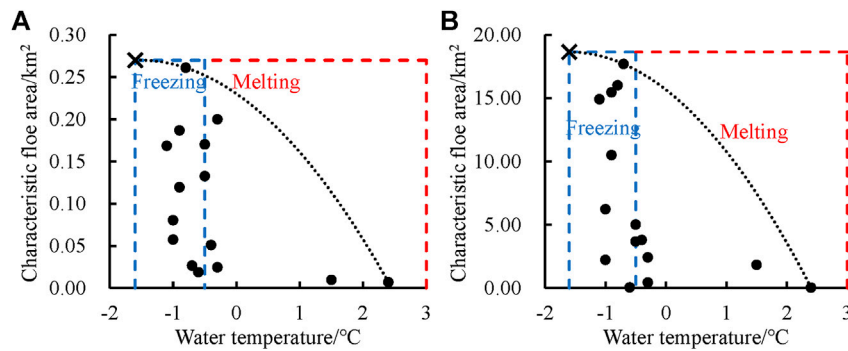 A
Characteristic floe area/km²
0.30
0.25
0.20
0.15
0.10
0.05
0.00
Freezing
Melting
-2
-1
0
1
2
3
Water temperature/°C
B
Characteristic floe area/km²
20.00
15.00
10.00
5.00
0.00
Freezing
Melting
-2
-1
0
1
2
3
Water temperature/°C